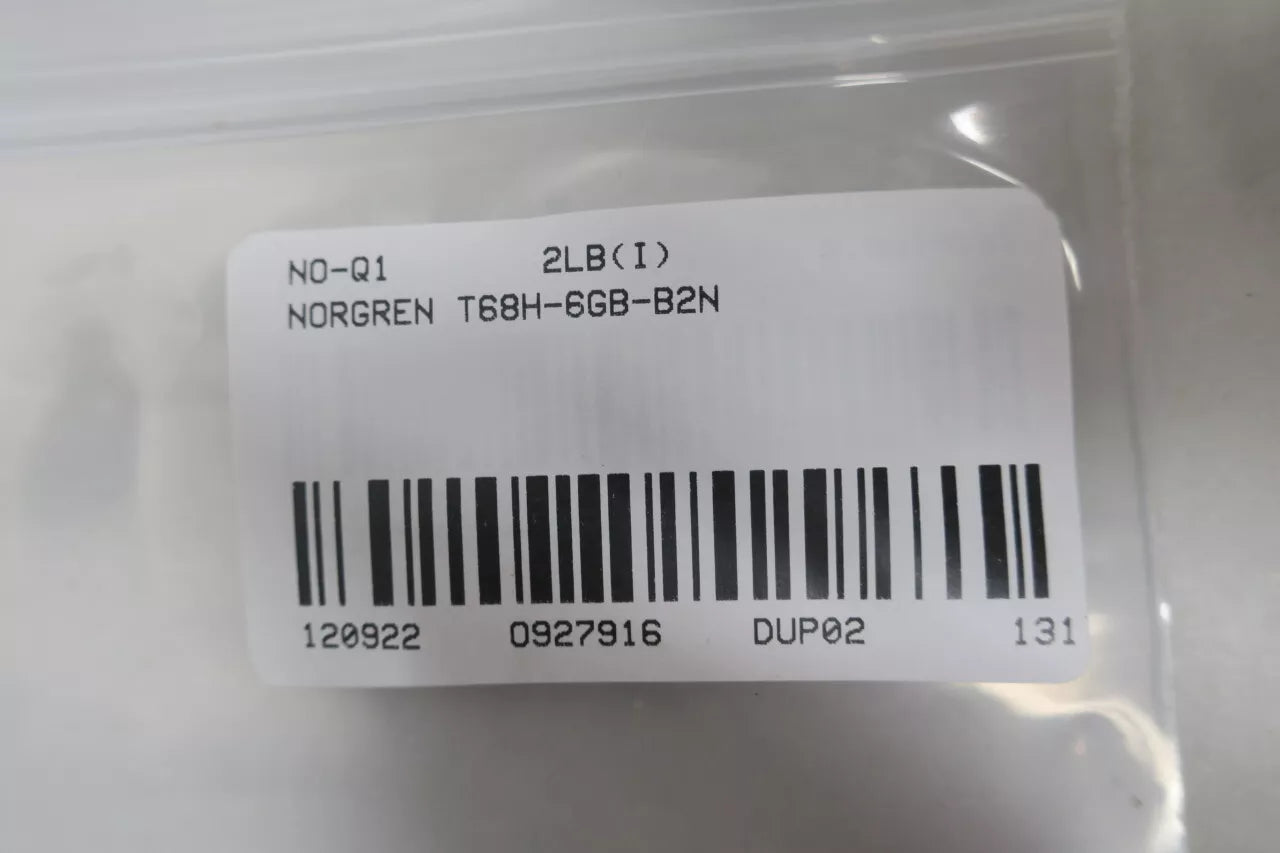 NO-Q1 2LB(I)
NORGREN T68H-6GB-B2N
120922 0927916 DUP02 131